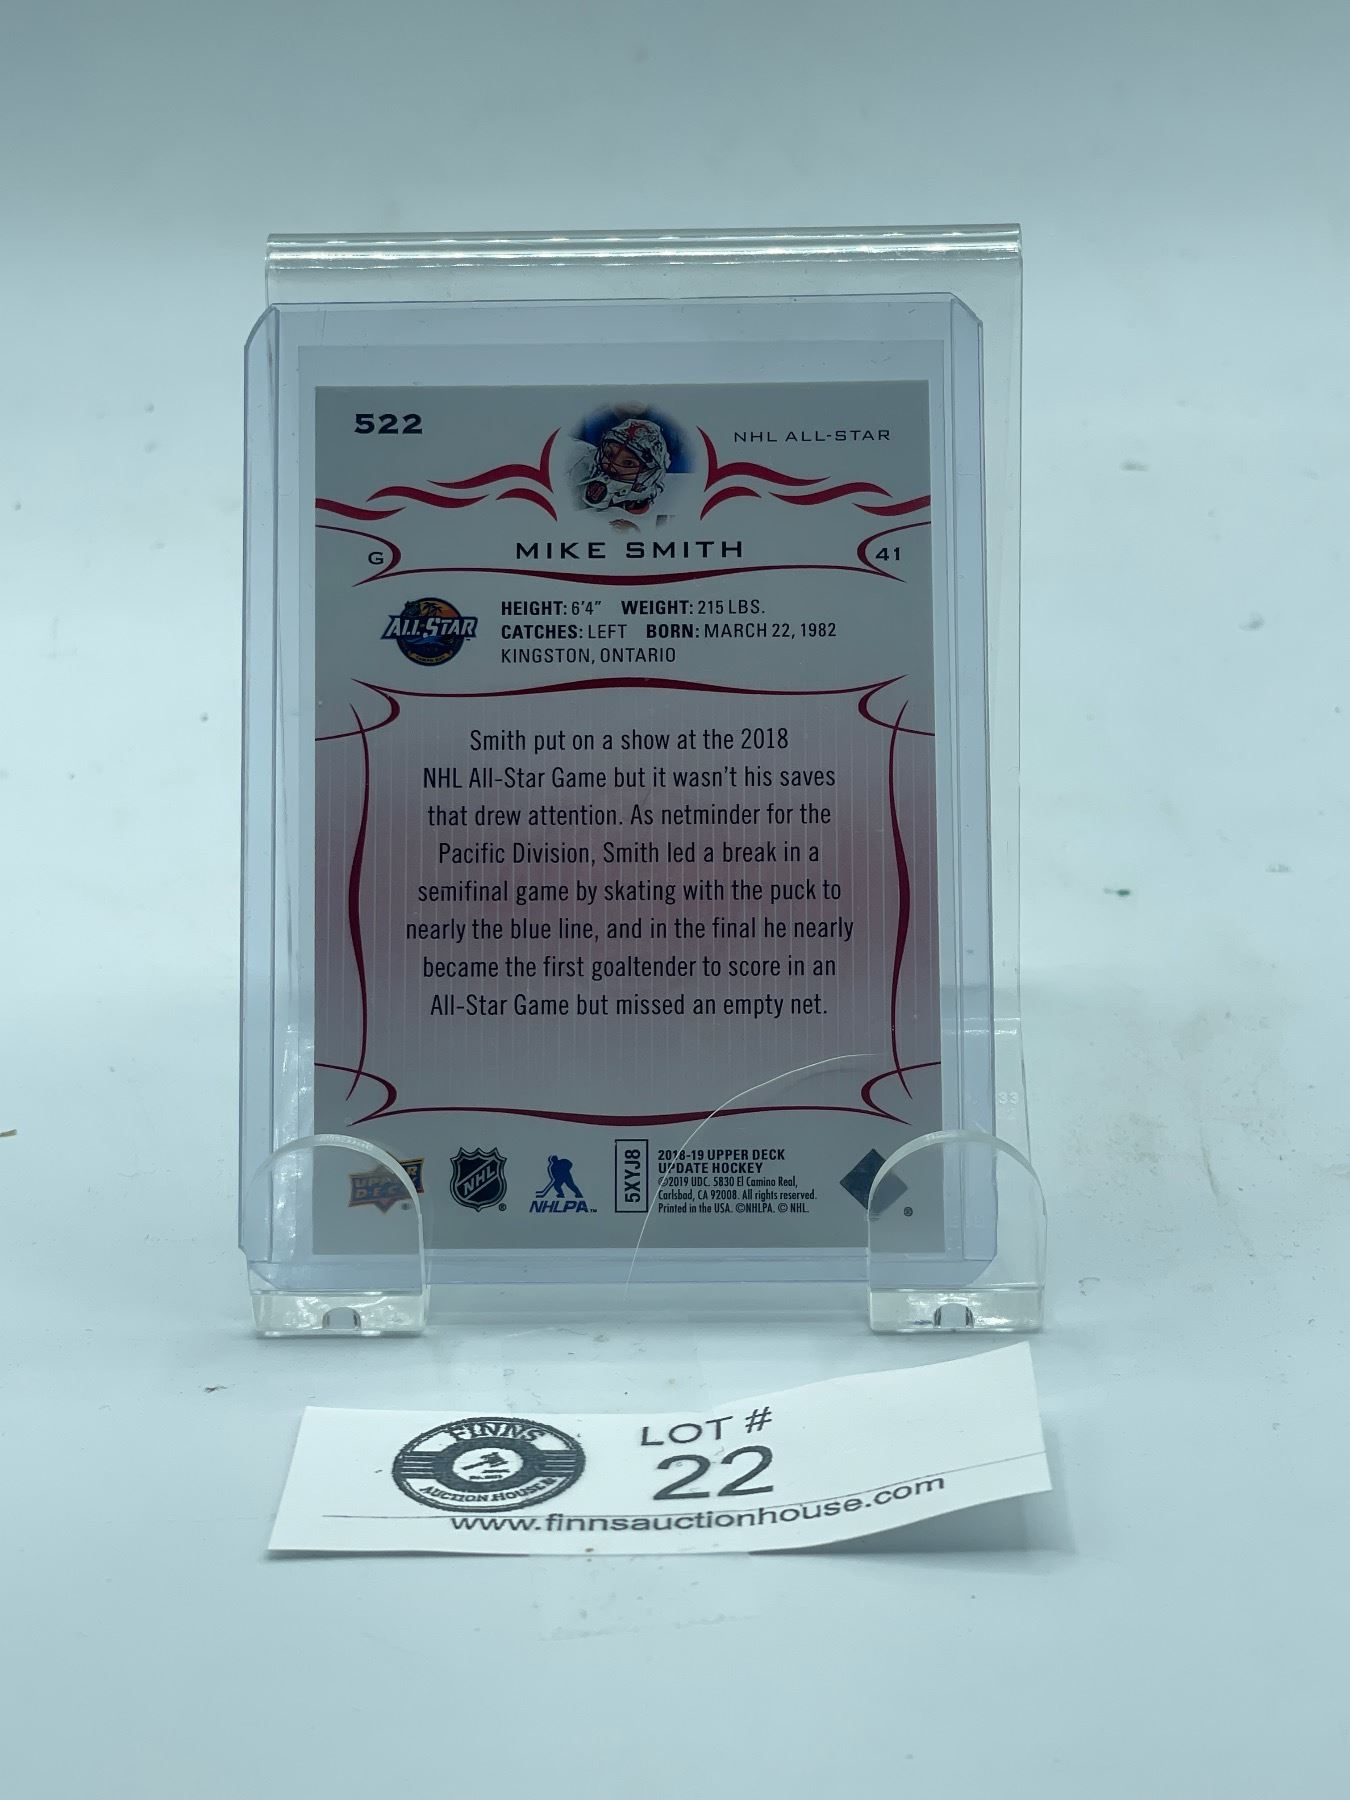 522
NHL ALL-STAR
G
MIKE SMITH
41
ALL-STAR
HEIGHT: 6'4" WEIGHT: 215 LBS.
CATCHES: LEFT BORN: MARCH 22, 1982
KINGSTON, ONTARIO
Smith put on a show at the 2018
NHL All-Star Game but it wasn't his saves
that drew attention. As netminder for the
Pacific Division, Smith led a break in a
semifinal game by skating with the puck to
nearly the blue line, and in the final he nearly
became the first goaltender to score in an
All-Star Game but missed an empty net.
UPPER
DECK
NHL
NHLPA
5XYJ8
2018-19 UPPER DECK
UPDATE HOCKEY
©2019 UDC. 5830 El Camino Real,
Carlsbad, CA 92008. All rights reserved.
Printed in the USA. ©NHLPA. © NHL.
FINNS
AUCTION HOUSE
LOT #
22
www.finnsauctionhouse.com